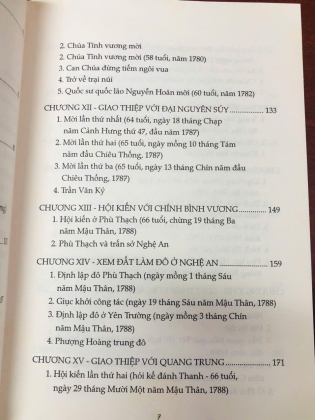 2. Chúa Tĩnh vương mời
2. Chúa Tĩnh vương mời (58 tuổi, năm 1780)
3. Can Chúa đừng tiếm ngôi vua
4. Trở về trại núi
5. Quốc sư quốc lão Nguyễn Hoàn mời (60 tuổi, năm 1782)
CHƯƠNG XII - GIAO THIỆP VỚI ĐẠI NGUYÊN SÚY.................. 133
1. Mời lần thứ nhất (64 tuổi, ngày 18 tháng Chạp
năm Cảnh Hưng thứ 47, đầu năm 1787)
2. Mời lần thứ hai (65 tuổi, ngày mồng 10 tháng Tám
năm đầu Chiêu Thống, 1787)
3. Mời lần thứ ba (65 tuổi, ngày 13 tháng Chín năm đầu
Chiêu Thống, 1787)
4. Trần Văn Kỷ
CHƯƠNG XIII - HỘI KIẾN VỚI CHÍNH BÌNH VƯƠNG................ 149
1. Hội kiến ở Phù Thạch (66 tuổi, chừng 19 tháng Ba
năm Mậu Thân, 1788)
2. Phù Thạch và trấn sở Nghệ An
CHƯƠNG XIV - XEM ĐẤT LÀM ĐÔ Ở NGHỆ AN.................. 159
1. Định lập đô Phù Thạch (ngày mồng 1 tháng Sáu
năm Mậu Thân, 1788)
2. Giục khởi công tác (ngày 19 tháng Sáu năm Mậu Thân, 1788)
3. Định lập đô ở Yên Trường (ngày mồng 3 tháng Chín
năm Mậu Thân, 1788)
4. Phượng Hoàng trung đô
CHƯƠNG XV - GIAO THIỆP VỚI QUANG TRUNG................. 171
1. Hội kiến lần thứ hai (hỏi kế đánh Thanh - 66 tuổi,
ngày 29 tháng Mười Một năm Mậu Thân, 1788)
7